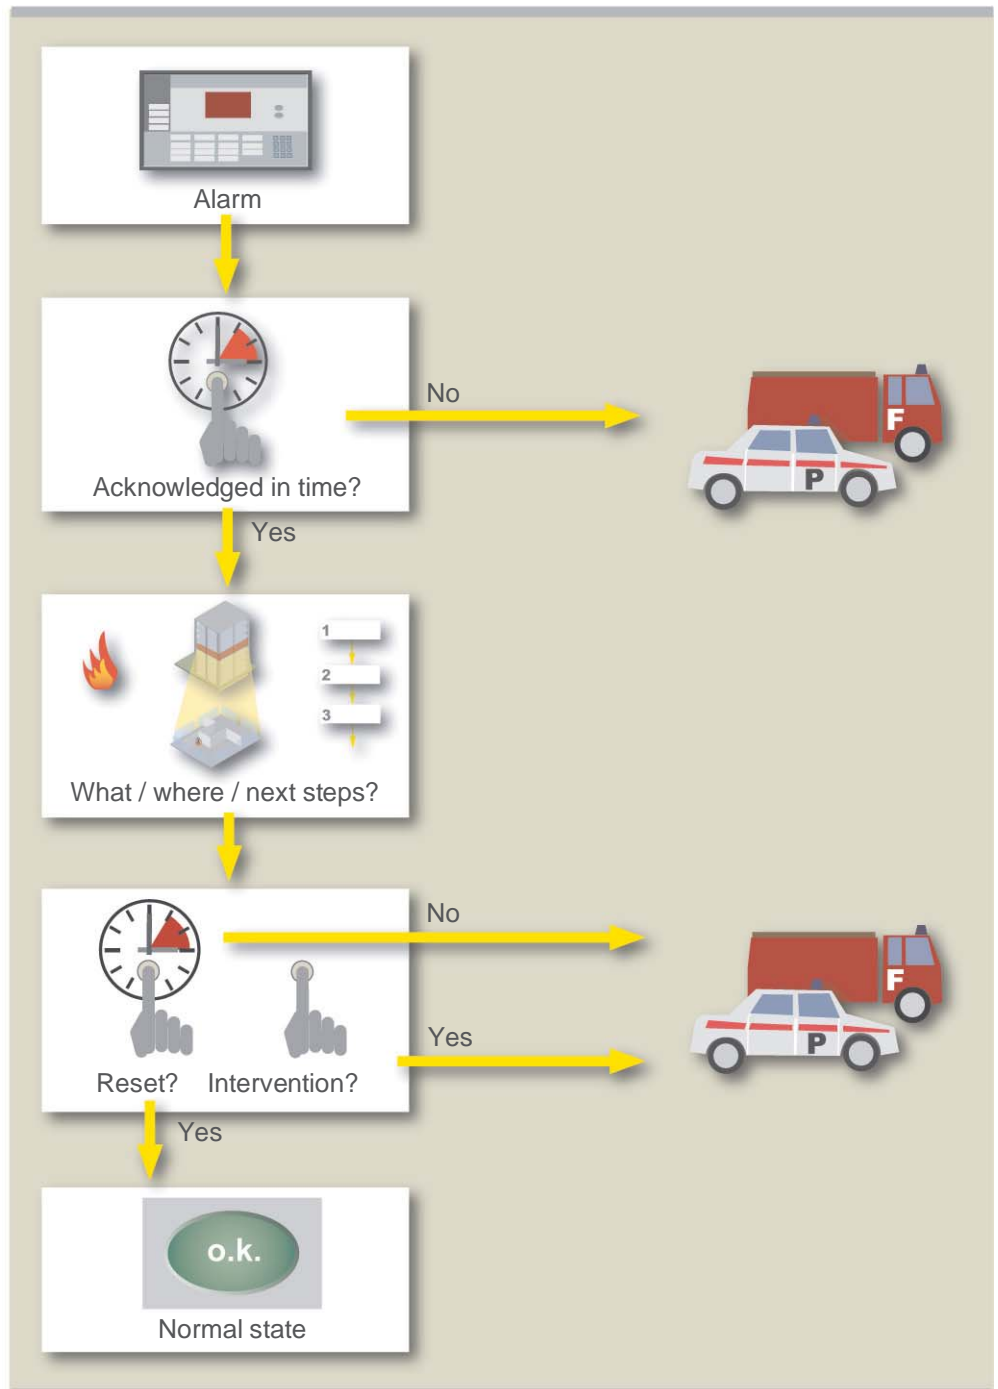 Alarm
No
F
P
Acknowledged in time?
Yes
1
2
3
What / where / next steps?
No
F
Yes
P
Reset? Intervention?
Yes
o.k.
Normal state